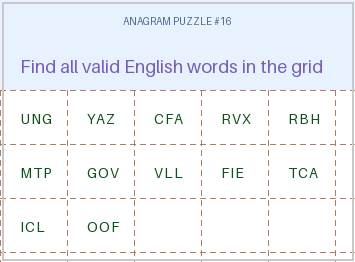 ANAGRAM PUZZLE #16
Find all valid English words in the grid
UNG YAZ CFA RVX RBH
MTP GOV VLL FIE TCA
ICL OOF